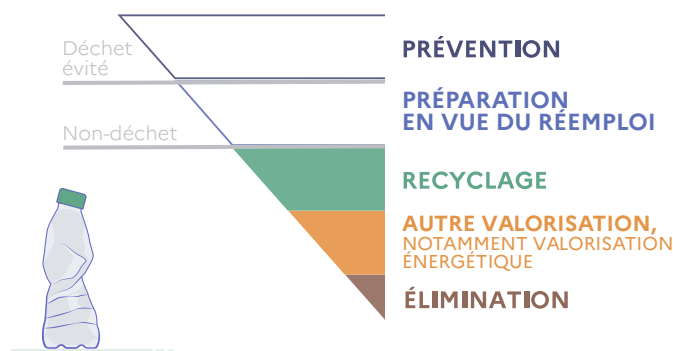 Déchet
évité
PRÉVENTION
PRÉPARATION
EN VUE DU RÉEMPLOI
Non-déchet
RECYCLAGE
AUTRE VALORISATION,
NOTAMMENT VALORISATION
ÉNERGÉTIQUE
ÉLIMINATION